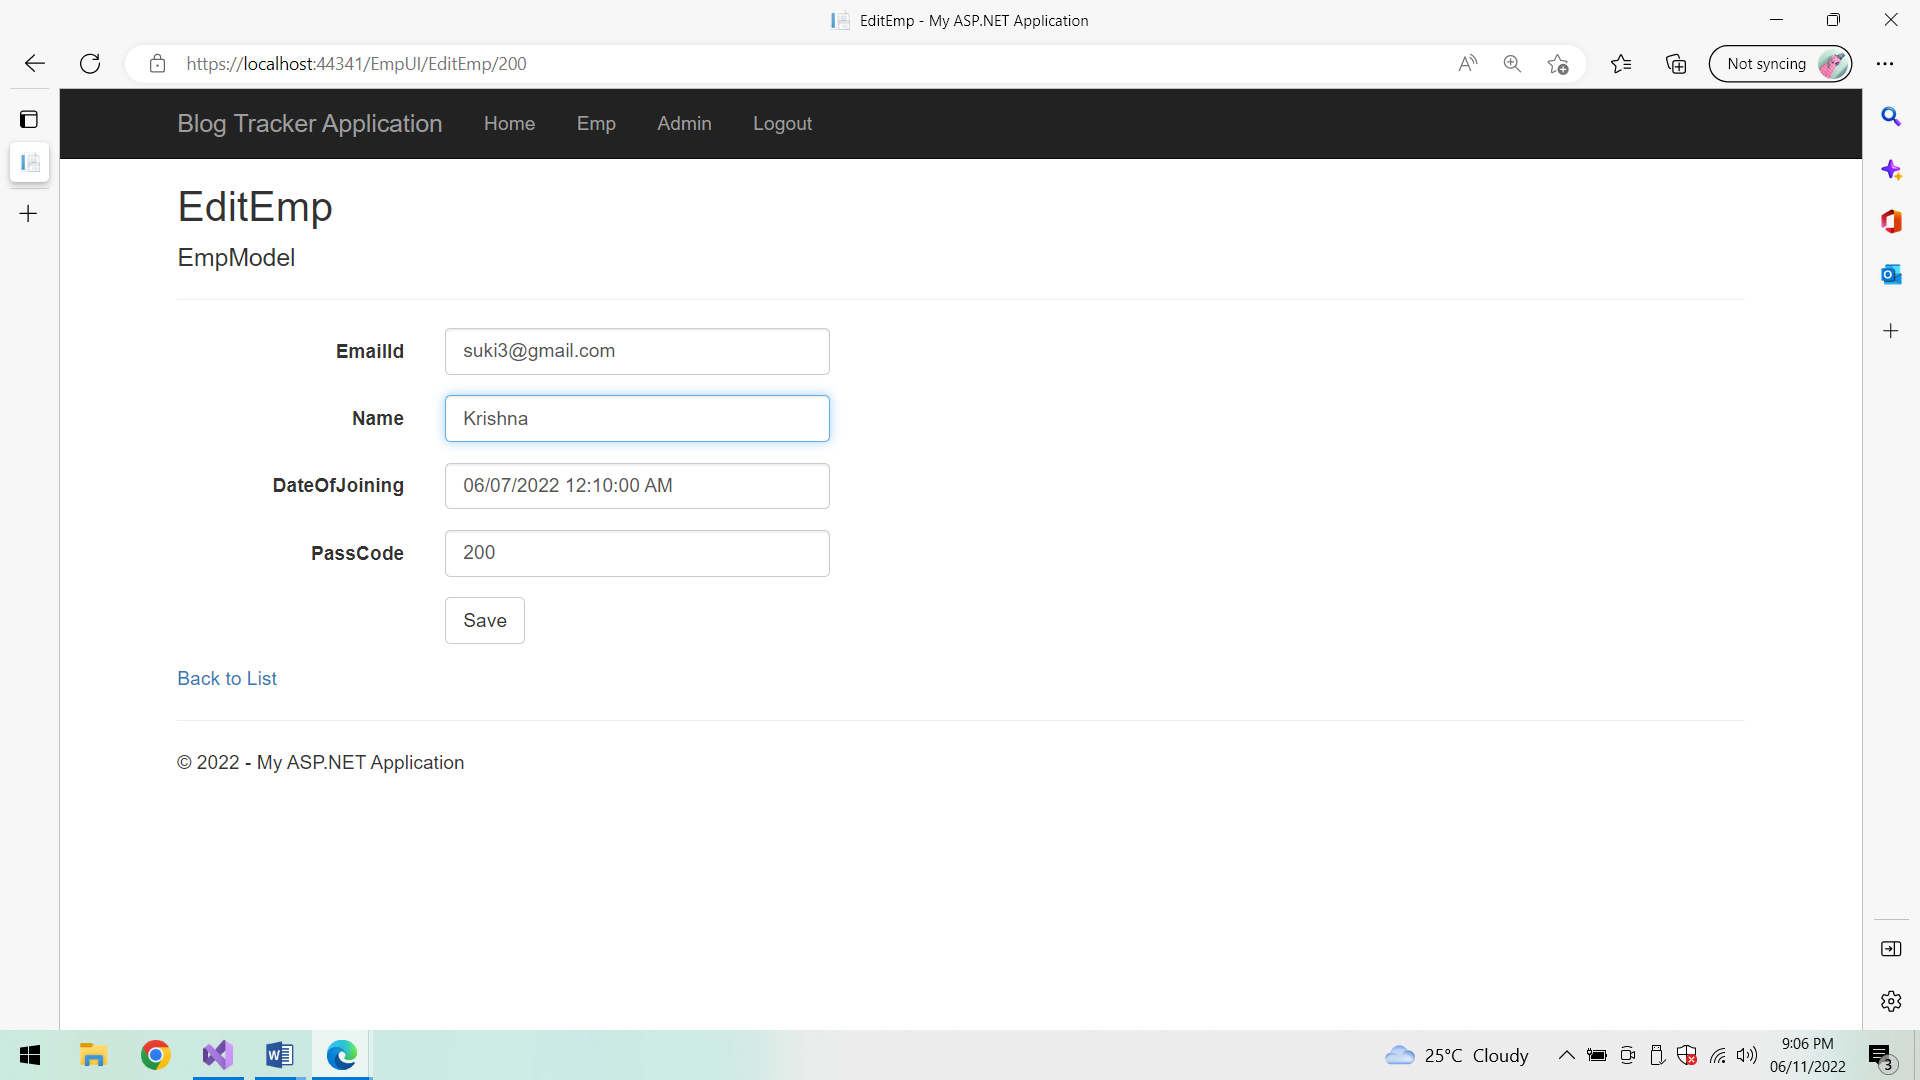 EditEmp - My ASP.NET Application
https://localhost:44341/EmpUI/EditEmp/200
Not syncing
Blog Tracker Application Home Emp Admin Logout
EditEmp
EmpModel
EmailId suki3@gmail.com
Name Krishna
DateOfJoining 06/07/2022 12:10:00 AM
PassCode 200
Save
Back to List
© 2022 - My ASP.NET Application
25°C Cloudy
9:06 PM
06/11/2022
3